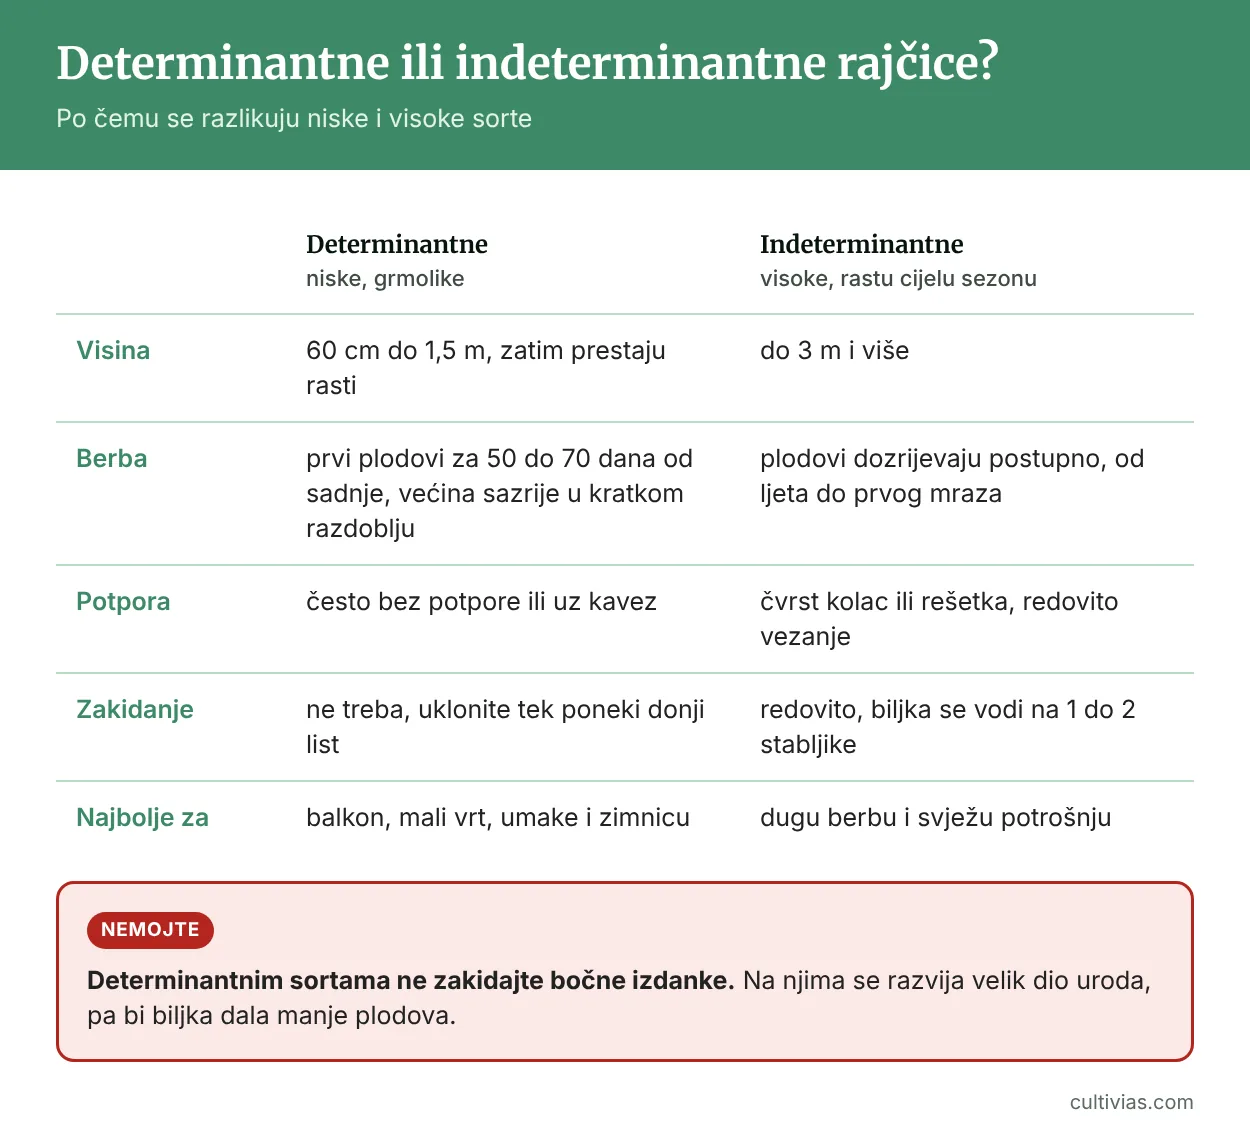 Determinantne ili indeterminantne rajčice?
Po čemu se razlikuju niske i visoke sorte
Determinantne
niske, grmolike
Indeterminantne
visoke, rastu cijelu sezonu
Visina
60 cm do 1,5 m, zatim prestaju
rasti
do 3 m i više
Berba
prvi plodovi za 50 do 70 dana od
sadnje, većina sazrije u kratkom
razdoblju
plodovi dozrijevaju postupno, od
ljeta do prvog mraza
Potpora
često bez potpore ili uz kavez
čvrst kolac ili rešetka, redovito
vezanje
Zakidanje
ne treba, uklonite tek poneki donji
list
redovito, biljka se vodi na 1 do 2
stabljike
Najbolje za
balkon, mali vrt, umake i zimnicu
dugu berbu i svježu potrošnju
NEMOJTE
Determinantnim sortama ne zakidajte bočne izdanke. Na njima se razvija velik dio uroda,
pa bi biljka dala manje plodova.
cultivias.com